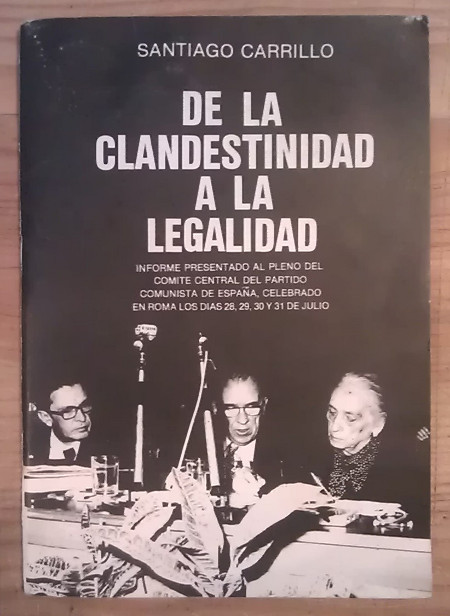 SANTIAGO CARRILLO
DE LA
CLANDESTINIDAD
A LA
LEGALIDAD
INFORME PRESENTADO AL PLENO DEL
COMITE CENTRAL DEL PARTIDO
COMUNISTA DE ESPAÑA, CELEBRADO
EN ROMA LOS DIAS 28, 29, 30 Y 31 DE JULIO